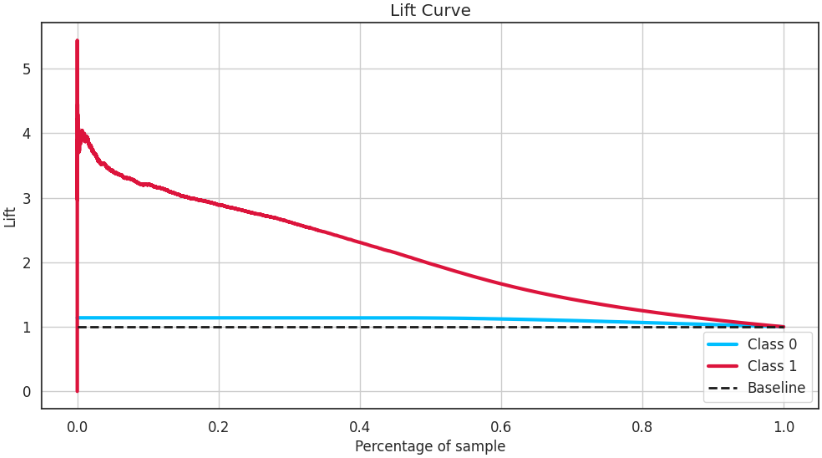 Lift Curve
5
4
3
2
1
0
Lift
0.0 0.2 0.4 0.6 0.8 1.0
Percentage of sample
Class 0
Class 1
Baseline